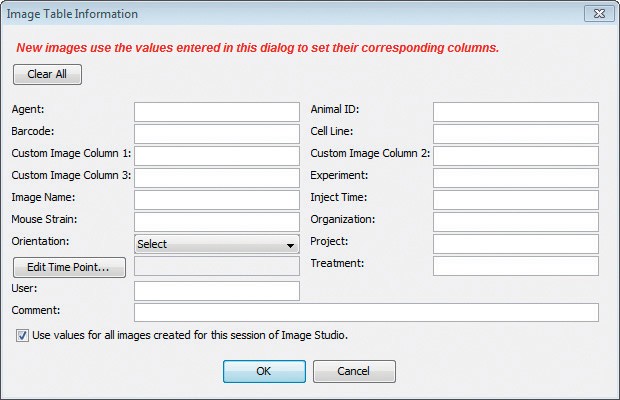 Image Table Information
New images use the values entered in this dialog to set their corresponding columns.
Clear All
Agent: Animal ID:
Barcode: Cell Line:
Custom Image Column 1: Custom Image Column 2:
Custom Image Column 3: Experiment:
Image Name: Inject Time:
Mouse Strain: Organization:
Orientation: Select Project:
Edit Time Point... Treatment:
User:
Comment:
Use values for all images created for this session of Image Studio.
OK Cancel